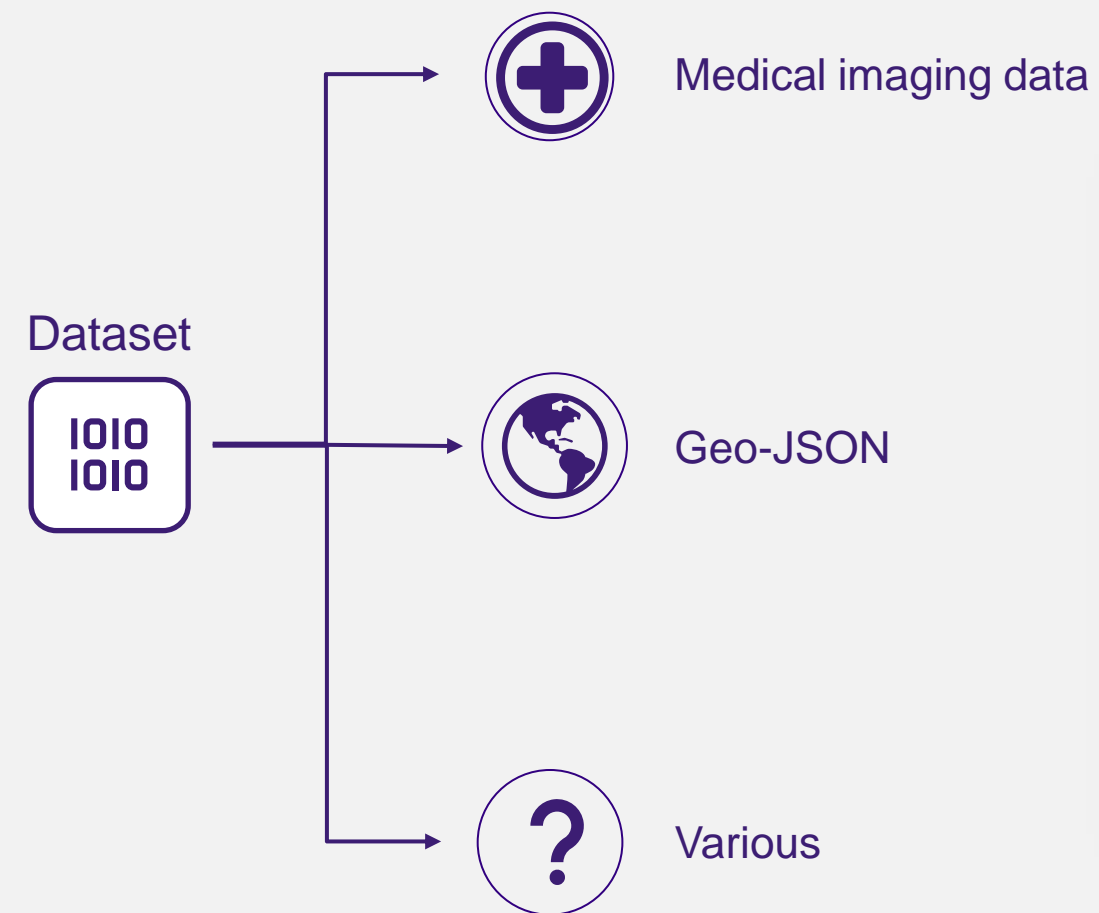 Medical imaging data
Dataset
1010
1010
Geo-JSON
?
Various